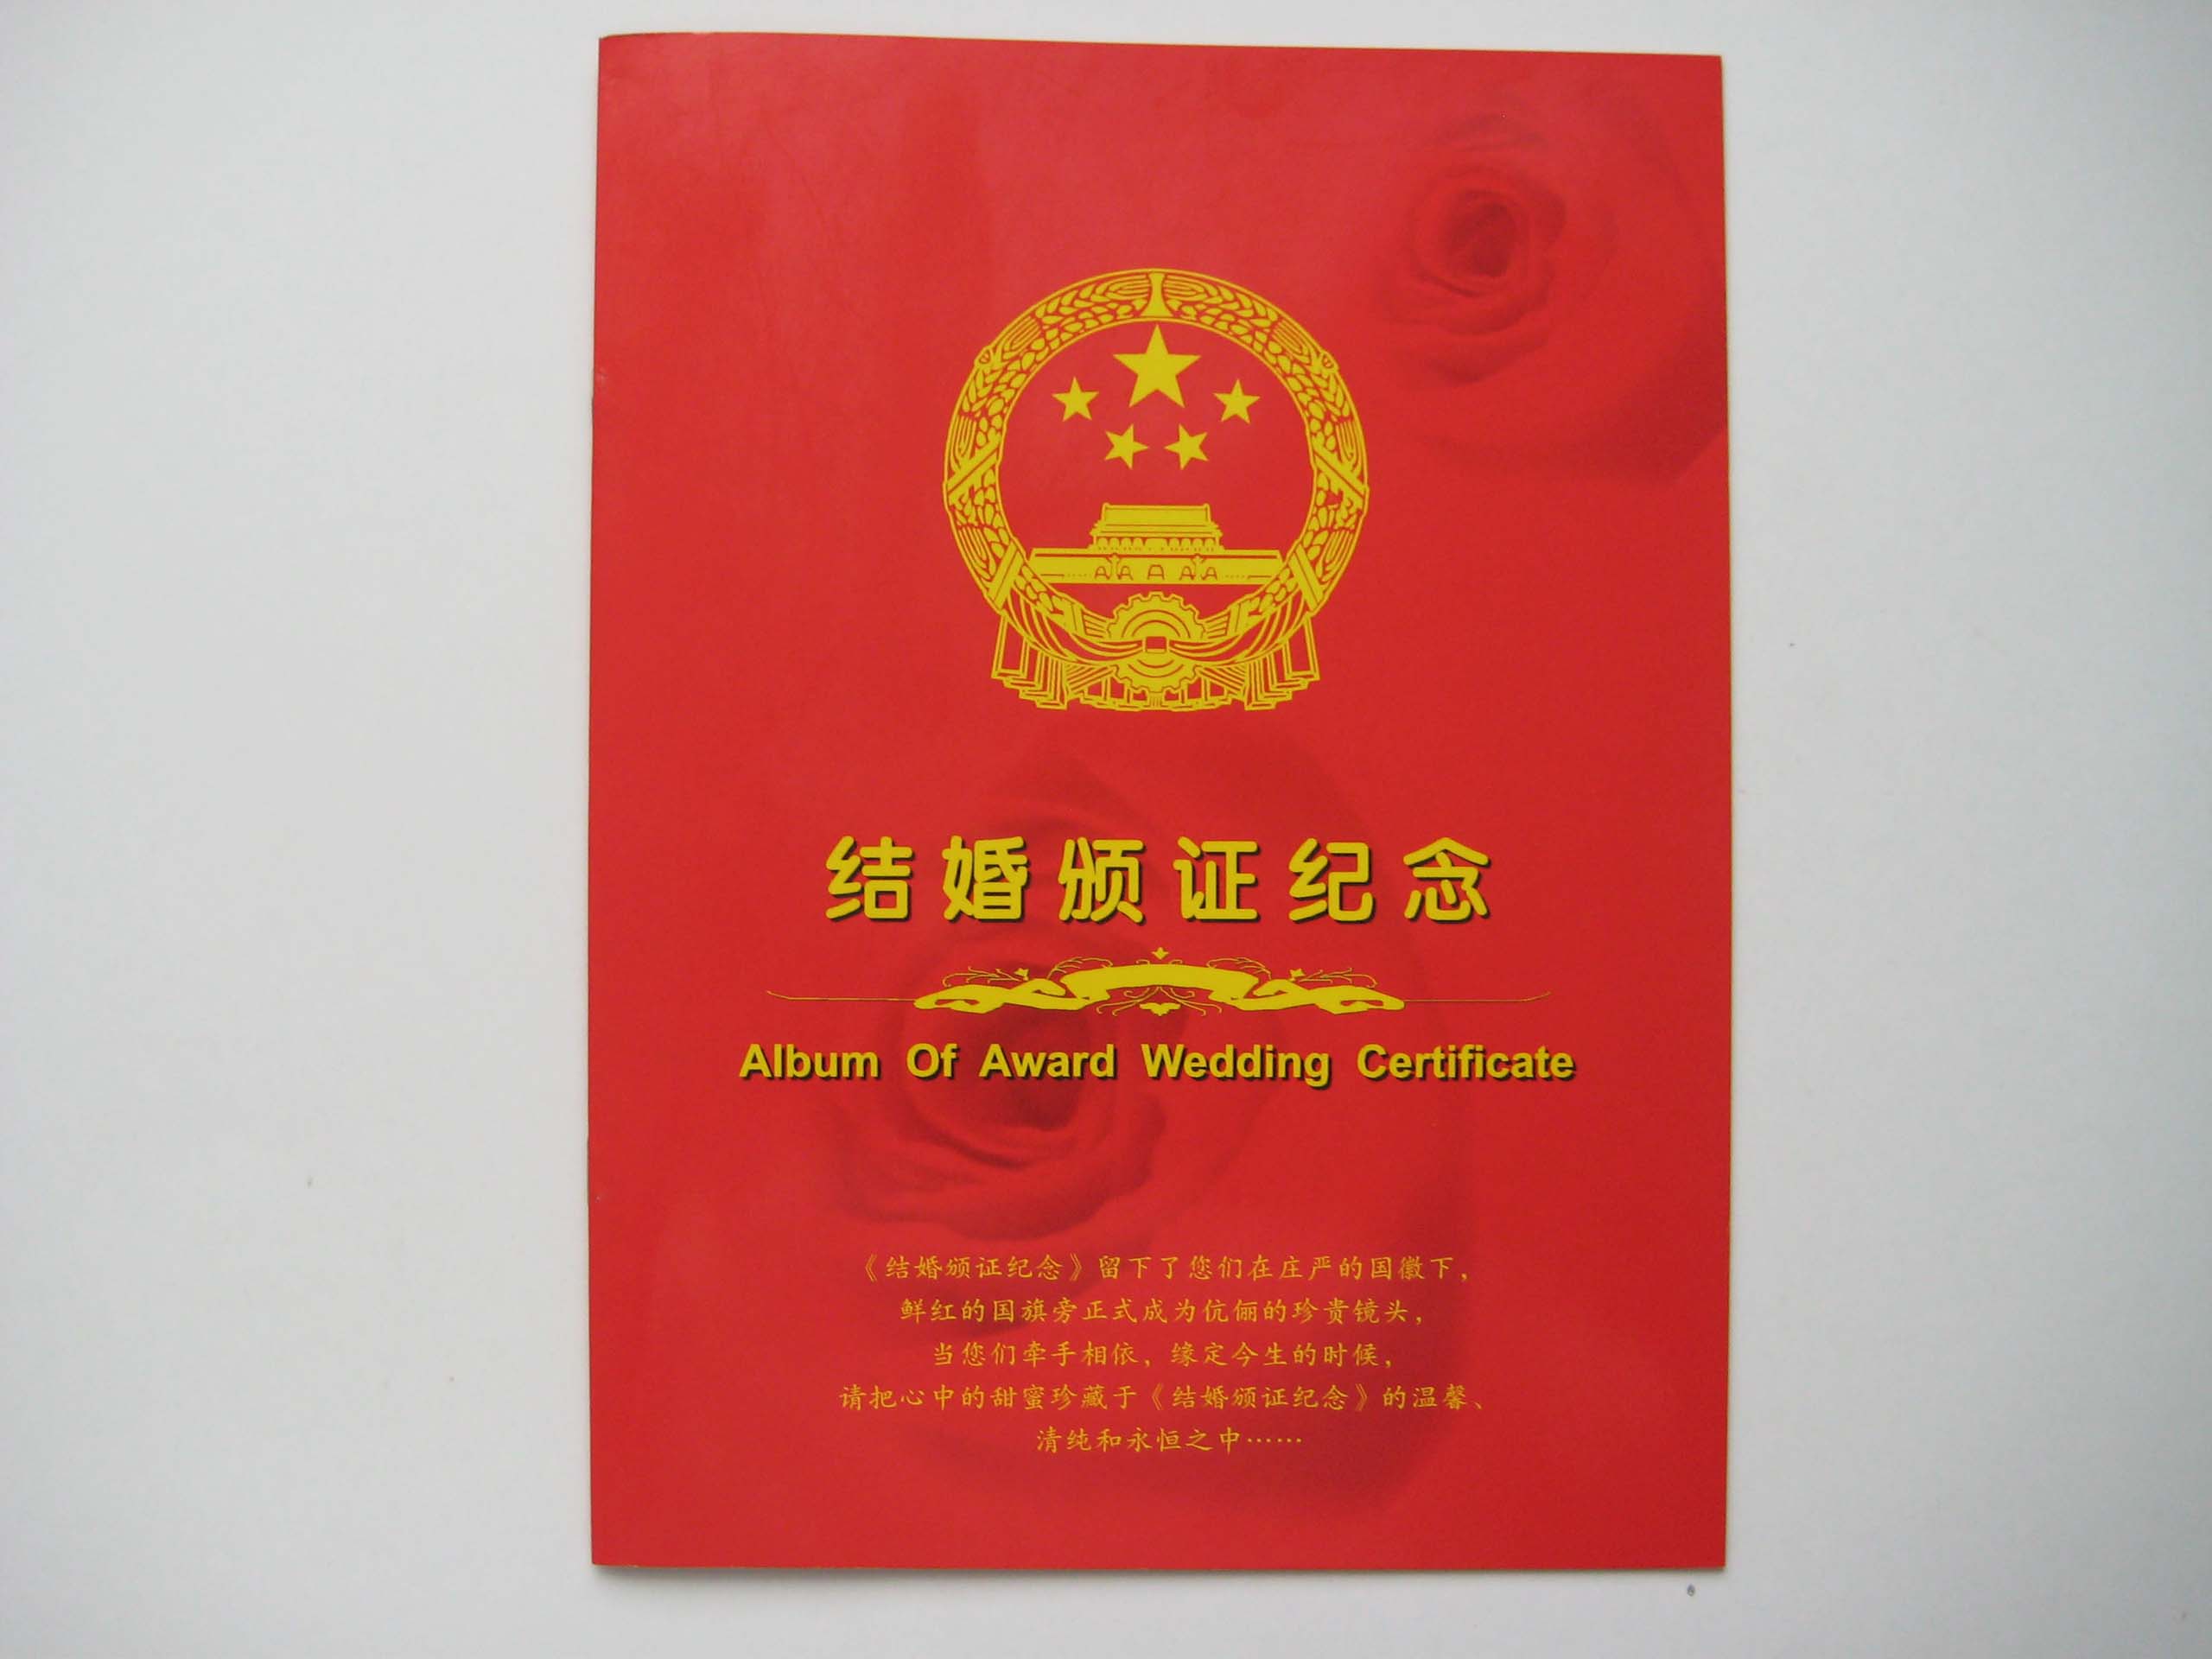 结婚颁证纪念
Album Of Award Wedding Certificate
《结婚颁证纪念》留下了您们在庄严的国徽下，
鲜红的国旗旁正式成为伉俪的珍贵镜头，
当您们牵手相依，缘定今生的时候，
请把心中的甜蜜珍藏于《结婚颁证纪念》的温馨、
清纯和永恒之中……